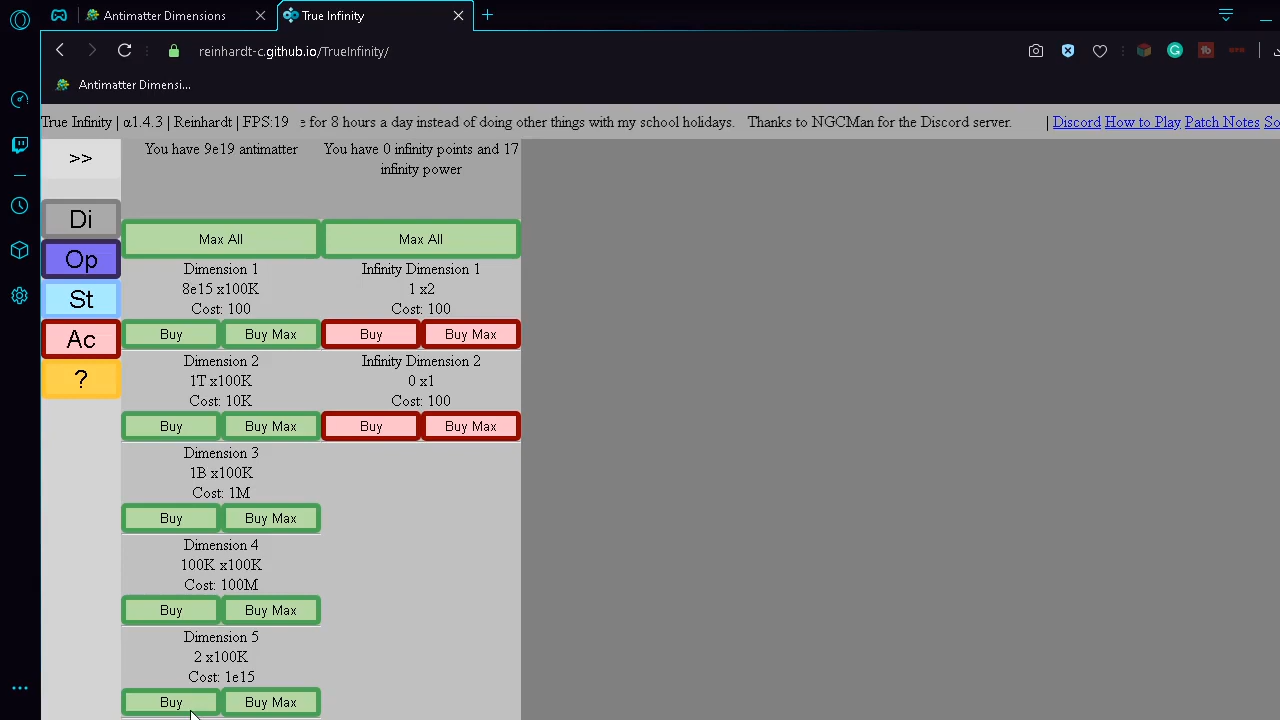 Antimatter Dimensions
True Infinity
reinhardt-c.github.io/TrueInfinity/
Antimatter Dimensi...
True Infinity | α1.4.3 | Reinhardt | FPS:19 e for 8 hours a day instead of doing other things with my school holidays. Thanks to NGCMan for the Discord server. | Discord How to Play Patch Notes So
>>
Di
Op
St
Ac
?
You have 9e19 antimatter
Max All
Dimension 1
8e15 x100K
Cost: 100
Buy Buy Max
Dimension 2
1T x100K
Cost: 10K
Buy Buy Max
Dimension 3
1B x100K
Cost: 1M
Buy Buy Max
Dimension 4
100K x100K
Cost: 100M
Buy Buy Max
Dimension 5
2 x100K
Cost: 1e15
Buy Buy Max
You have 0 infinity points and 17
infinity power
Max All
Infinity Dimension 1
1 x2
Cost: 100
Buy Buy Max
Infinity Dimension 2
0 x1
Cost: 100
Buy Buy Max